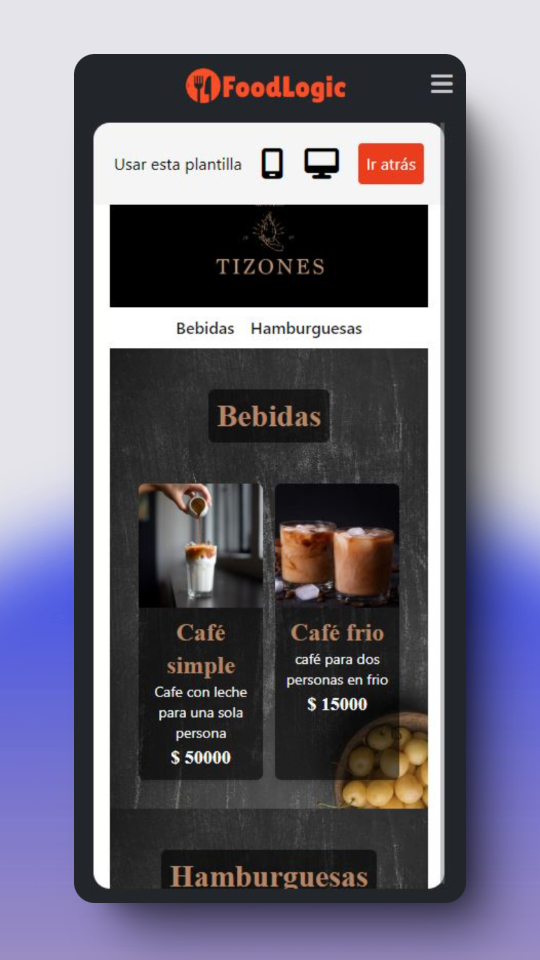 FoodLogic
Usar esta plantilla
Ir atrás
TIZONES
Bebidas Hamburguesas
Bebidas
Café
simple
Cafe con leche
para una sola
persona
$ 50000
Café frio
café para dos
personas en frio
$ 15000
Hamburguesas